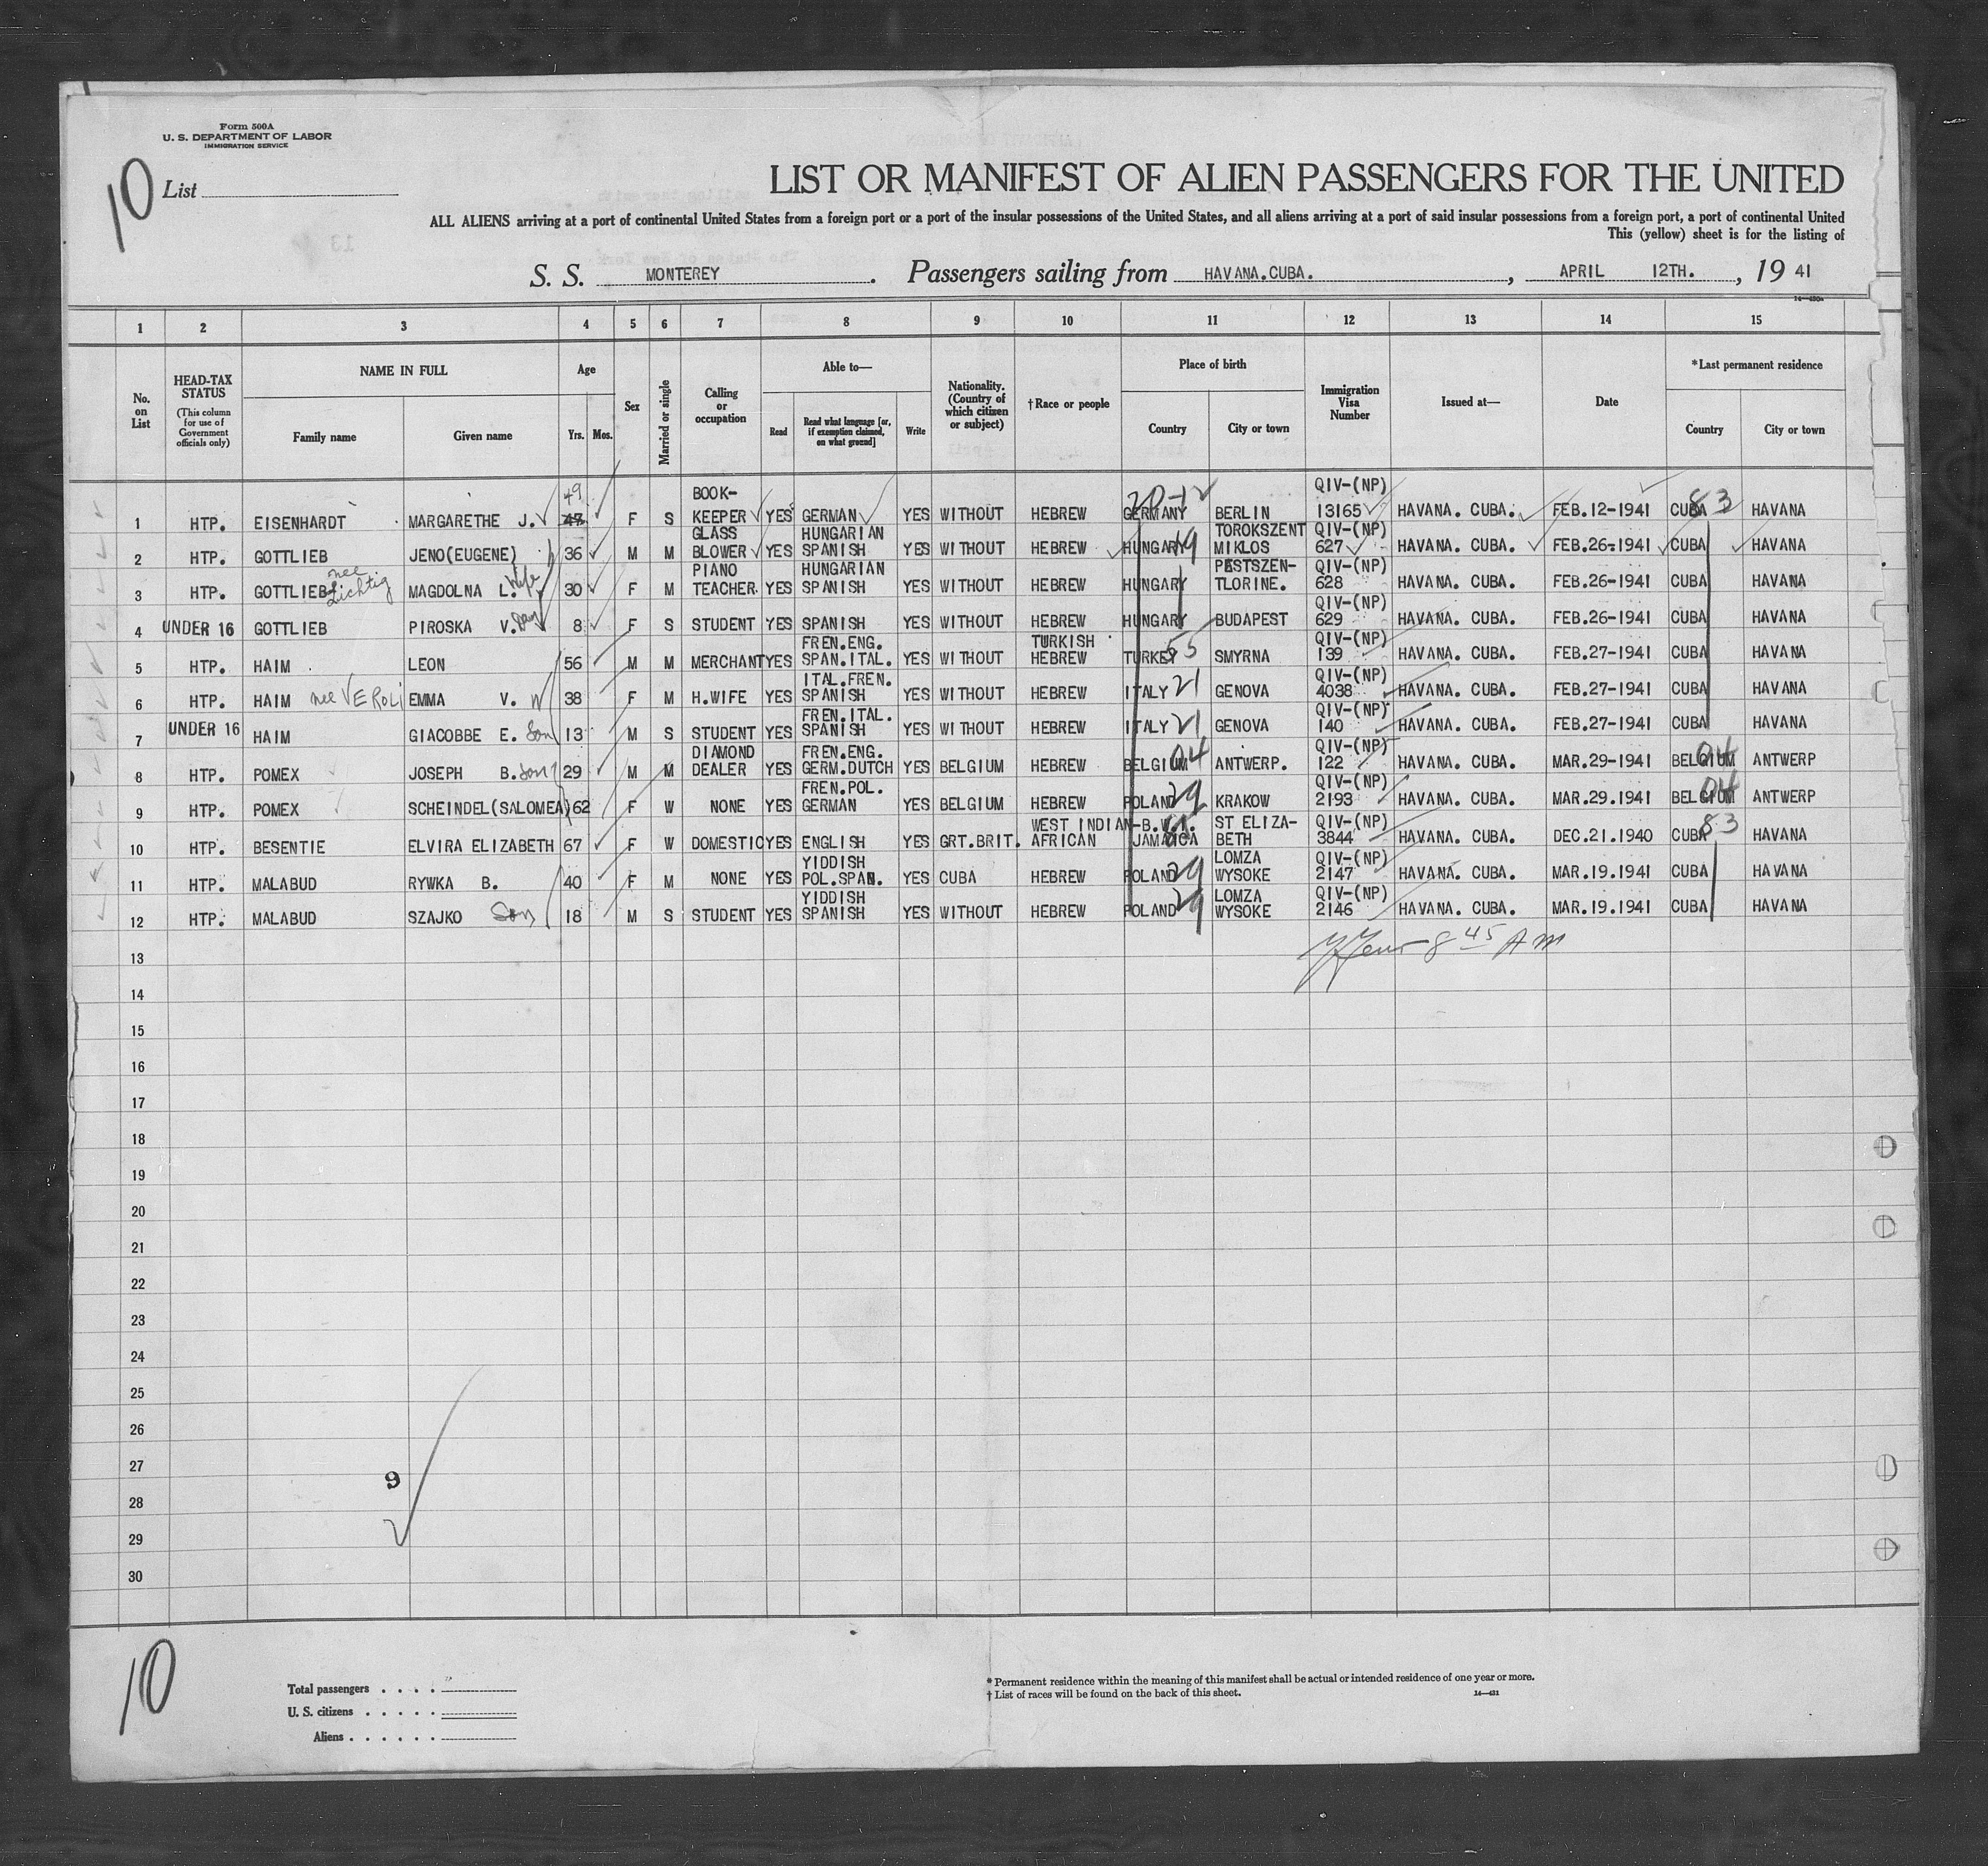 Form 500A
U. S. DEPARTMENT OF LABOR
IMMIGRATION SERVICE
10
List
LIST OR MANIFEST OF ALIEN PASSENGERS FOR THE UNITED
ALL ALIENS arriving at a port of continental United States from a foreign port or a port of the insular possessions of the United States, and all aliens arriving at a port of said insular possessions from a foreign port, a port of continental United
This (yellow) sheet is for the listing of
S. S. MONTEREY. Passengers sailing from HAVANA.CUBA., APRIL 12TH., 19 41
1 2 3 4 5 6 7 8 9 10 11 12 13 14 15
No. on List
HEAD-TAX STATUS (This column for use of Government officials only)
NAME IN FULL
Family name Given name
Age
Yrs. Mos.
Sex
Married or single
Calling or occupation
Able to—
Read
Read what language [or, if exemption claimed, on what ground]
Write
Nationality. (Country of which citizen or subject)
†Race or people
Place of birth
Country City or town
Immigration Visa Number
Issued at—
Date
*Last permanent residence
Country City or town
1 HTP. EISENHARDT MARGARETHE J. 49 F S BOOK-KEEPER YES GERMAN YES WITHOUT HEBREW GERMANY BERLIN QIV-(NP) 13165 HAVANA. CUBA. FEB.12-1941 CUBA 83 HAVANA
2 HTP. GOTTLIEB JENO(EUGENE) h 36 M M GLASS BLOWER YES HUNGARIAN SPANISH YES WITHOUT HEBREW HUNGARY 19 TOROKSZENT MIKLOS QIV-(NP) 627 HAVANA. CUBA. FEB.26-1941 CUBA HAVANA
3 HTP. GOTTLIEB nee Lichtig MAGDOLNA L. Wife 30 F M PIANO TEACHER YES HUNGARIAN SPANISH YES WITHOUT HEBREW HUNGARY PESTSZEN-TLORINE. QIV-(NP) 628 HAVANA. CUBA. FEB.26-1941 CUBA HAVANA
4 UNDER 16 GOTTLIEB PIROSKA V. 8 F S STUDENT YES SPANISH YES WITHOUT HEBREW HUNGARY BUDAPEST QIV-(NP) 629 HAVANA. CUBA. FEB.26-1941 CUBA HAVANA
5 HTP. HAIM LEON 56 M M MERCHANT YES FREN.ENG. SPAN.ITAL. YES WITHOUT TURKISH HEBREW TURKEY 55 SMYRNA QIV-(NP) 139 HAVANA. CUBA. FEB.27-1941 CUBA HAVANA
6 HTP. HAIM nee VEROLI EMMA V. W 38 F M H.WIFE YES ITAL.FREN. SPANISH YES WITHOUT HEBREW ITALY 21 GENOVA QIV-(NP) 4038 HAVANA. CUBA. FEB.27-1941 CUBA HAVANA
7 UNDER 16 HAIM GIACOBBE E. Son 13 M S STUDENT YES FREN.ITAL. SPANISH YES WITHOUT HEBREW ITALY 21 GENOVA QIV-(NP) 140 HAVANA. CUBA. FEB.27-1941 CUBA HAVANA
8 HTP. POMEX JOSEPH B. Son 29 M M DIAMOND DEALER YES FREN.ENG. GERM.DUTCH YES BELGIUM HEBREW BELGIUM 04 ANTWERP. QIV-(NP) 122 HAVANA. CUBA. MAR.29-1941 BELGIUM 04 ANTWERP
9 HTP. POMEX SCHEINDEL(SALOMEA) 62 F W NONE YES FREN.POL. GERMAN YES BELGIUM HEBREW POLAND 29 KRAKOW QIV-(NP) 2193 HAVANA. CUBA. MAR.29.1941 BELGIUM 04 ANTWERP
10 HTP. BESENTIE ELVIRA ELIZABETH 67 F W DOMESTIC YES ENGLISH YES GRT.BRIT. WEST INDIAN AFRICAN -B.W.I. JAMAICA ST ELIZA-BETH QIV-(NP) 3844 HAVANA. CUBA. DEC.21.1940 CUBA 83 HAVANA
11 HTP. MALABUD RYWKA B. 40 F M NONE YES YIDDISH POL.SPAN. YES CUBA HEBREW POLAND 29 LOMZA WYSOKE QIV-(NP) 2147 HAVANA. CUBA. MAR.19.1941 CUBA HAVANA
12 HTP. MALABUD SZAJKO Son 18 M S STUDENT YES YIDDISH SPANISH YES WITHOUT HEBREW POLAND 29 LOMZA WYSOKE QIV-(NP) 2146 HAVANA. CUBA. MAR.19.1941 CUBA HAVANA
8 45 AM
13
14
15
16
17
18
19
20
21
22
23
24
25
26
27
9
28
29
30
10
Total passengers . . . .
U. S. citizens . . . . .
Aliens . . . . . .
* Permanent residence within the meaning of this manifest shall be actual or intended residence of one year or more.
† List of races will be found on the back of this sheet.